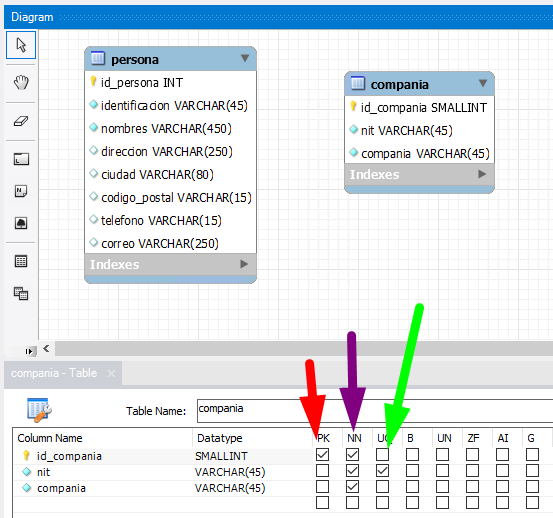 Diagram
persona
id_persona INT
identificacion VARCHAR(45)
nombres VARCHAR(450)
direccion VARCHAR(250)
ciudad VARCHAR(80)
codigo_postal VARCHAR(15)
telefono VARCHAR(15)
correo VARCHAR(250)
Indexes
compania
id_compania SMALLINT
nit VARCHAR(45)
compania VARCHAR(45)
Indexes
compania - Table
Table Name: compania
Column Name Datatype PK NN UQ B UN ZF AI G
id_compania SMALLINT
nit VARCHAR(45)
compania VARCHAR(45)